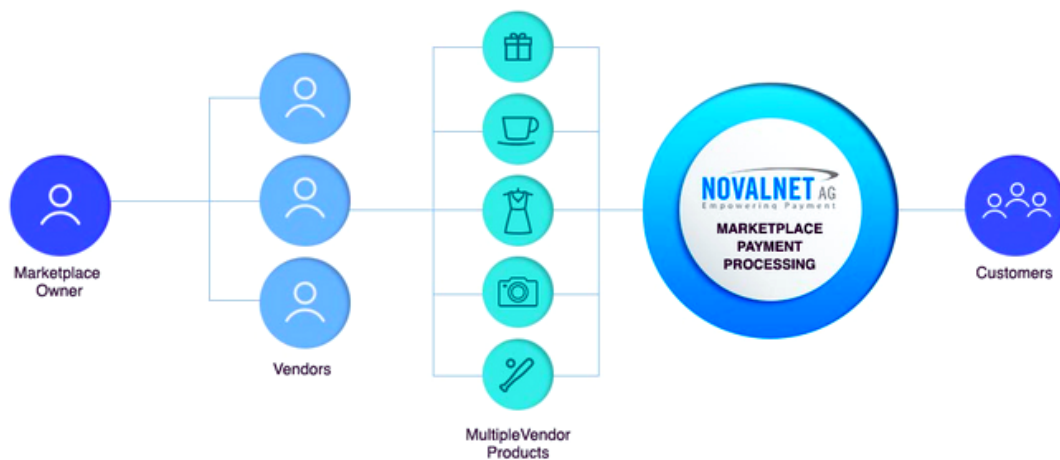 Marketplace
Owner
Vendors
MultipleVendor
Products
NOVALNET AG
Empowering Payment
MARKETPLACE
PAYMENT
PROCESSING
Customers